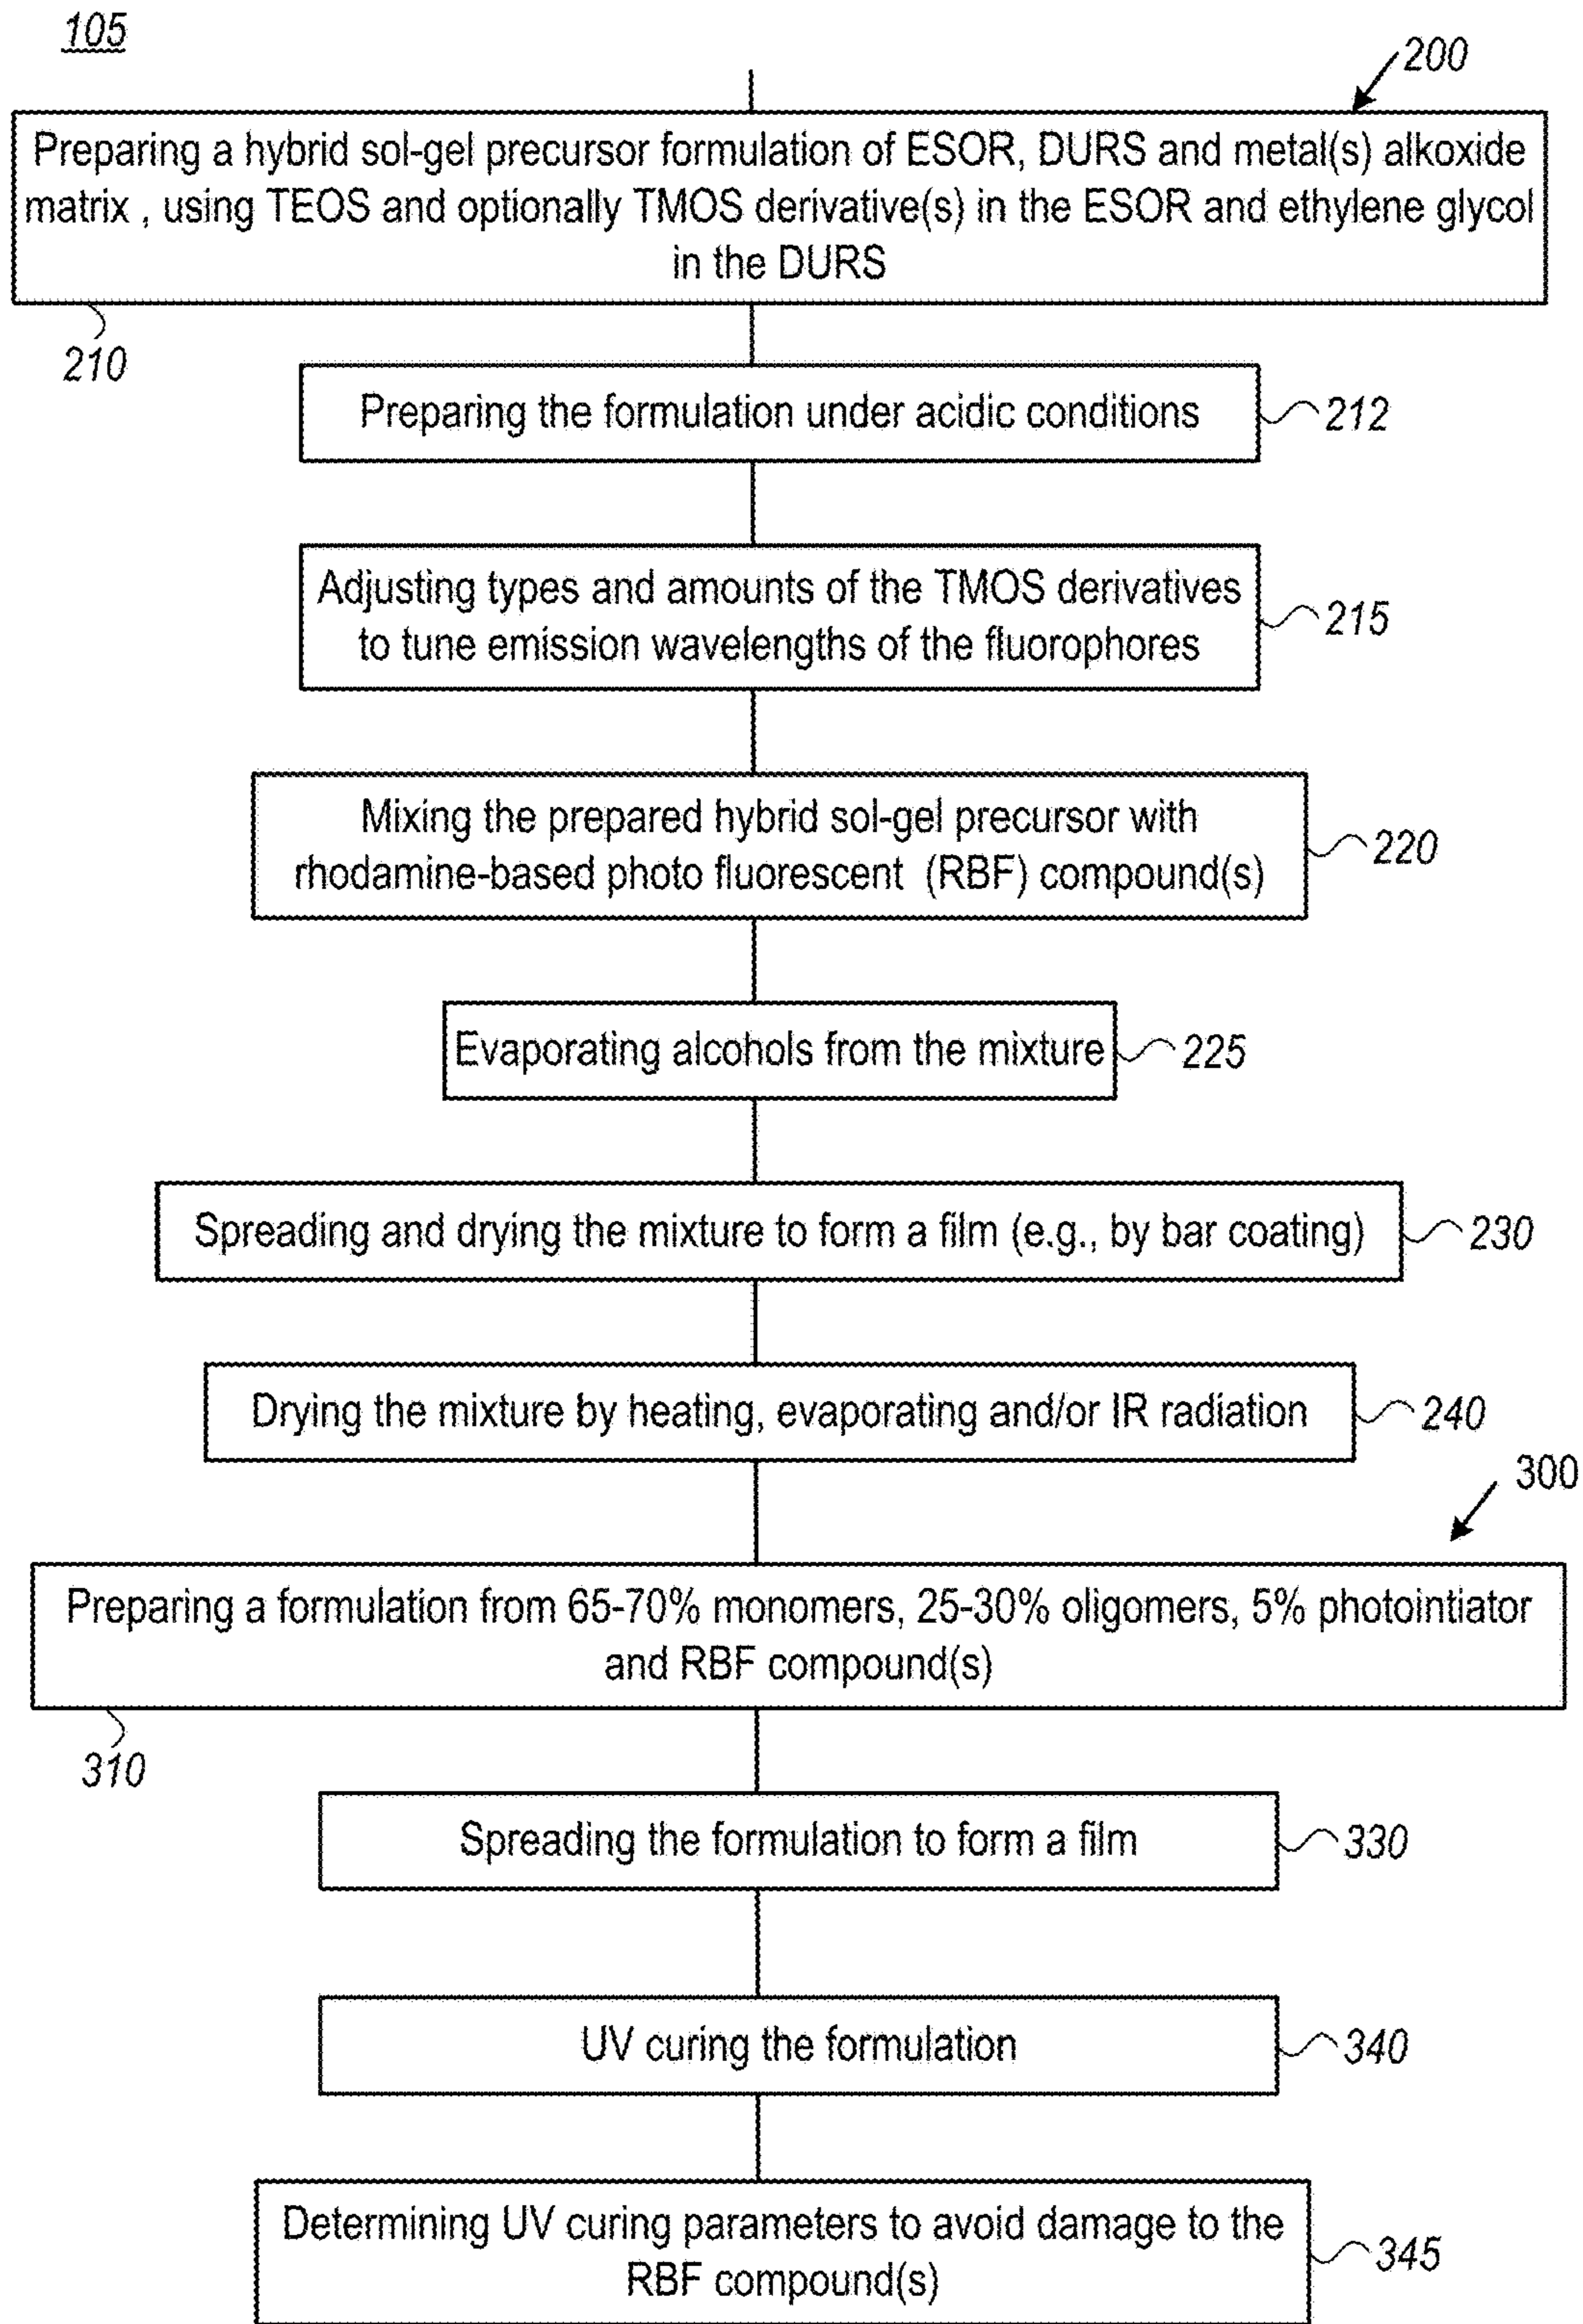 105
200
Preparing a hybrid sol-gel precursor formulation of ESOR, DURS and metal(s) alkoxide
matrix , using TEOS and optionally TMOS derivative(s) in the ESOR and ethylene glycol
in the DURS
210
Preparing the formulation under acidic conditions
212
Adjusting types and amounts of the TMOS derivatives
to tune emission wavelengths of the fluorophores
215
Mixing the prepared hybrid sol-gel precursor with
rhodamine-based photo fluorescent (RBF) compound(s)
220
Evaporating alcohols from the mixture
225
Spreading and drying the mixture to form a film (e.g., by bar coating)
230
Drying the mixture by heating, evaporating and/or IR radiation
240
300
Preparing a formulation from 65-70% monomers, 25-30% oligomers, 5% photointiator
and RBF compound(s)
310
Spreading the formulation to form a film
330
UV curing the formulation
340
Determining UV curing parameters to avoid damage to the
RBF compound(s)
345